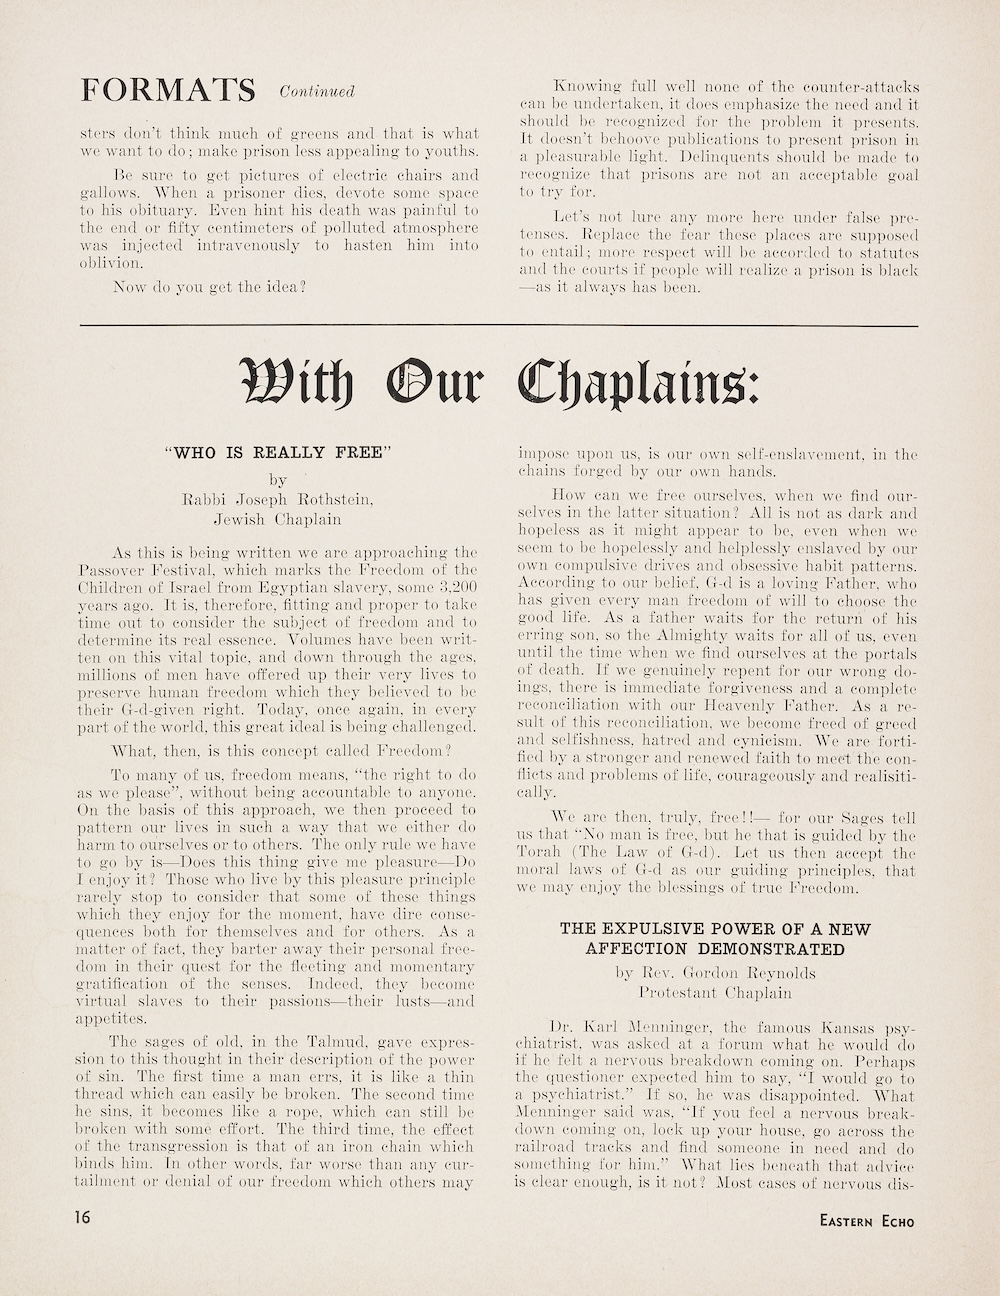 FORMATS Continued
sters don't think much of greens and that is what
we want to do; make prison less appealing to youths.
Be sure to get pictures of electric chairs and
gallows. When a prisoner dies, devote some space
to his obituary. Even hint his death was painful to
the end or fifty centimeters of polluted atmosphere
was injected intravenously to hasten him into
oblivion.
Now do you get the idea?
Knowing full well none of the counter-attacks
can be undertaken, it does emphasize the need and it
should be recognized for the problem it presents.
It doesn't behoove publications to present prison in
a pleasurable light. Delinquents should be made to
recognize that prisons are not an acceptable goal
to try for.
Let's not lure any more here under false pre-
tenses. Replace the fear these places are supposed
to entail; more respect will be accorded to statutes
and the courts if people will realize a prison is black
—as it always has been.
With Our Chaplains:
"WHO IS REALLY FREE"
by
Rabbi Joseph Rothstein,
Jewish Chaplain
As this is being written we are approaching the
Passover Festival, which marks the Freedom of the
Children of Israel from Egyptian slavery, some 3,200
years ago. It is, therefore, fitting and proper to take
time out to consider the subject of freedom and to
determine its real essence. Volumes have been writ-
ten on this vital topic, and down through the ages,
millions of men have offered up their very lives to
preserve human freedom which they believed to be
their G-d-given right. Today, once again, in every
part of the world, this great ideal is being challenged.
What, then, is this concept called Freedom?
To many of us, freedom means, "the right to do
as we please", without being accountable to anyone.
On the basis of this approach, we then proceed to
pattern our lives in such a way that we either do
harm to ourselves or to others. The only rule we have
to go by is—Does this thing give me pleasure—Do
I enjoy it? Those who live by this pleasure principle
rarely stop to consider that some of these things
which they enjoy for the moment, have dire conse-
quences both for themselves and for others. As a
matter of fact, they barter away their personal free-
dom in their quest for the fleeting and momentary
gratification of the senses. Indeed, they become
virtual slaves to their passions—their lusts—and
appetites.
The sages of old, in the Talmud, gave expres-
sion to this thought in their description of the power
of sin. The first time a man errs, it is like a thin
thread which can easily be broken. The second time
he sins, it becomes like a rope, which can still be
broken with some effort. The third time, the effect
of the transgression is that of an iron chain which
binds him. In other words, far worse than any cur-
tailment or denial of our freedom which others may
impose upon us, is our own self-enslavement, in the
chains forged by our own hands.
How can we free ourselves, when we find our-
selves in the latter situation? All is not as dark and
hopeless as it might appear to be, even when we
seem to be hopelessly and helplessly enslaved by our
own compulsive drives and obsessive habit patterns.
According to our belief, G-d is a loving Father, who
has given every man freedom of will to choose the
good life. As a father waits for the return of his
erring son, so the Almighty waits for all of us, even
until the time when we find ourselves at the portals
of death. If we genuinely repent for our wrong do-
ings, there is immediate forgiveness and a complete
reconciliation with our Heavenly Father. As a re-
sult of this reconciliation, we become freed of greed
and selfishness, hatred and cynicism. We are forti-
fied by a stronger and renewed faith to meet the con-
flicts and problems of life, courageously and realisiti-
cally.
We are then, truly, free!!— for our Sages tell
us that "No man is free, but he that is guided by the
Torah (The Law of G-d). Let us then accept the
moral laws of G-d as our guiding principles, that
we may enjoy the blessings of true Freedom.
THE EXPULSIVE POWER OF A NEW
AFFECTION DEMONSTRATED
by Rev. Gordon Reynolds
Protestant Chaplain
Dr. Karl Menninger, the famous Kansas psy-
chiatrist, was asked at a forum what he would do
if he felt a nervous breakdown coming on. Perhaps
the questioner expected him to say, "I would go to
a psychiatrist." If so, he was disappointed. What
Menninger said was, "If you feel a nervous break-
down coming on, lock up your house, go across the
railroad tracks and find someone in need and do
something for him." What lies beneath that advice
is clear enough, is it not? Most cases of nervous dis-
16
EASTERN ECHO